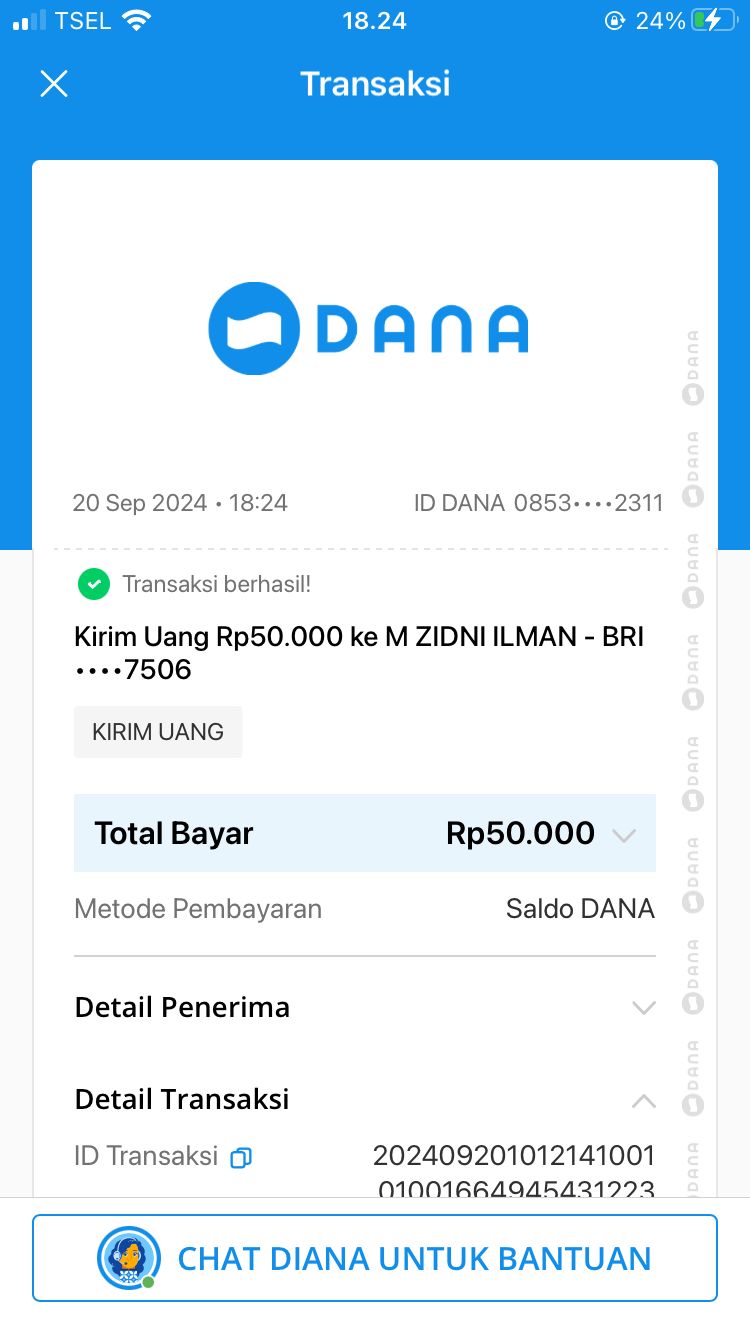 TSEL 18.24 24%
Transaksi
DANA
20 Sep 2024 • 18:24 ID DANA 0853••••2311
Transaksi berhasil!
Kirim Uang Rp50.000 ke M ZIDNI ILMAN - BRI
••••7506
KIRIM UANG
Total Bayar Rp50.000
Metode Pembayaran Saldo DANA
Detail Penerima
Detail Transaksi
ID Transaksi 202409201012141001
01001664945431223
CHAT DIANA UNTUK BANTUAN
DANA
DANA
DANA
DANA
DANA
DANA
DANA
DANA
DANA